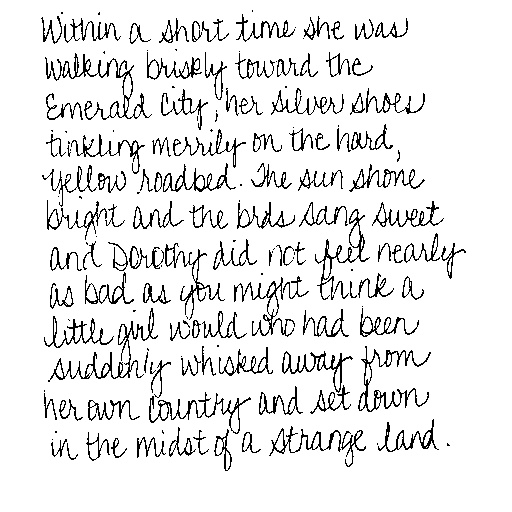 Within a short time she was
walking briskly toward the
Emerald City, her silver shoes
tinkling merrily on the hard,
yellow roadbed. The sun shone
bright and the brds sang sweet
and Dorothy did not feel nearly
as bad as you might think a
little girl would who had been
suddenly whisked away from
her own country and set down
in the midst of a strange land.